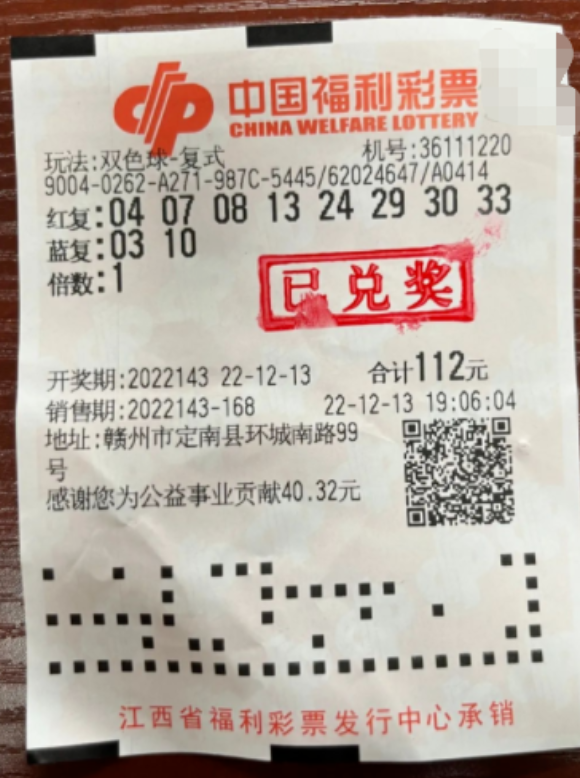 中国福利彩票
CHINA WELFARE LOTTERY
玩法:双色球-复式 机号:36111220
9004-0262-A271-987C-5445/62024647/A0414
红复:04 07 08 13 24 29 30 33
蓝复:03 10
倍数:1
已兑奖
开奖期:2022143 22-12-13 合计112元
销售期:2022143-168 22-12-13 19:06:04
地址:赣州市定南县环城南路99
号
感谢您为公益事业贡献40.32元
江西省福利彩票发行中心承销